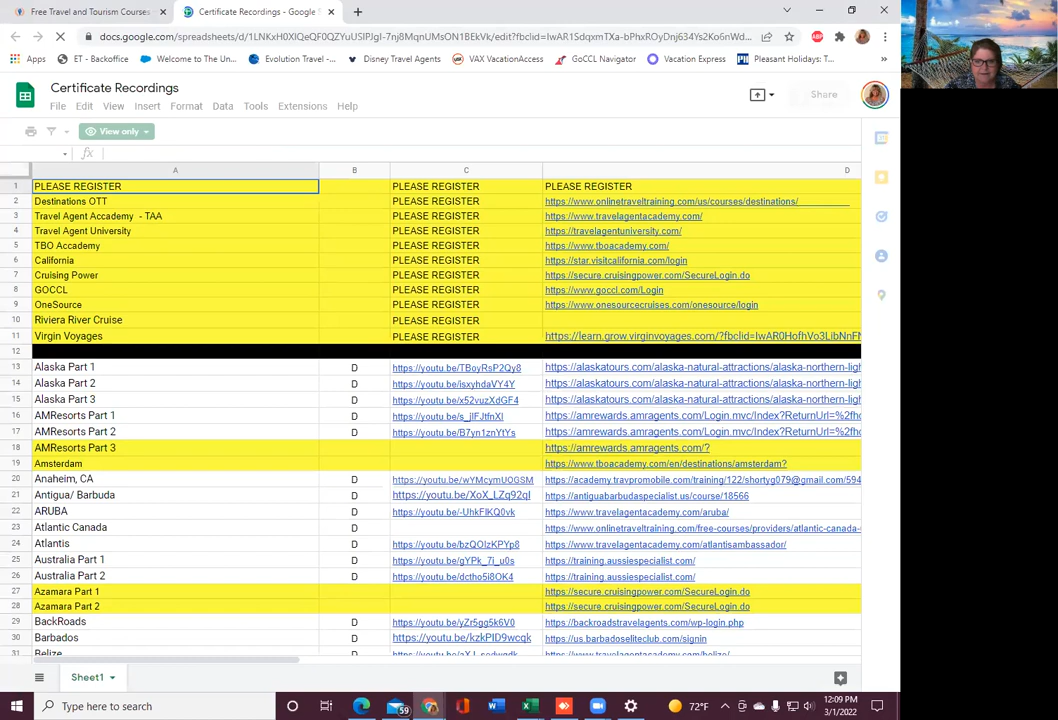 Free Travel and Tourism Courses
Certificate Recordings - Google S
docs.google.com/spreadsheets/d/
Apps
ET - Backoffice
Welcome to The Un...
Evolution Travel -...
Disney Travel Agents
VAX VacationAccess
GoCCL Navigator
Vacation Express
Pleasant Holidays: T...
Certificate Recordings
File Edit View Insert Format Data Tools Extensions Help
Share
View only
fx
A B C D
1 PLEASE REGISTER PLEASE REGISTER PLEASE REGISTER
2 Destinations OTT PLEASE REGISTER https://www.onlinetraveltraining.com/us/courses/destinations/
3 Travel Agent Accademy - TAA PLEASE REGISTER https://www.travelagentacademy.com/
4 Travel Agent University PLEASE REGISTER https://travelagentuniversity.com/
5 TBO Accademy PLEASE REGISTER https://www.tboacademy.com/
6 California PLEASE REGISTER https://star.visitcalifornia.com/login
7 Cruising Power PLEASE REGISTER https://secure.cruisingpower.com/SecureLogin.do
8 GOCCL PLEASE REGISTER https://www.goccl.com/Login
9 OneSource PLEASE REGISTER https://www.onesourcecruises.com/onesource/login
10 Riviera River Cruise PLEASE REGISTER
11 Virgin Voyages PLEASE REGISTER https://learn.grow.virginvoyages.com/?fbclid=IwAR0HofhVo3LibNnFM
12
13 Alaska Part 1 D https://youtu.be/TBoyRsP2Qy8 https://alaskatours.com/alaska-natural-attractions/alaska-northern-ligh
14 Alaska Part 2 D https://youtu.be/isxyhdaVY4Y https://alaskatours.com/alaska-natural-attractions/alaska-northern-ligh
15 Alaska Part 3 D https://youtu.be/x52vuzXdGF4 https://alaskatours.com/alaska-natural-attractions/alaska-northern-ligh
16 AMResorts Part 1 D https://youtu.be/s_jlFJtfnXI https://amrewards.amragents.com/Login.mvc/Index?ReturnUrl=%2fho
17 AMResorts Part 2 D https://youtu.be/B7yn1znYtYs https://amrewards.amragents.com/Login.mvc/Index?ReturnUrl=%2fho
18 AMResorts Part 3 https://amrewards.amragents.com/?
19 Amsterdam https://www.tboacademy.com/en/destinations/amsterdam?
20 Anaheim, CA D https://youtu.be/wYMcymUOGSM https://academy.travpromobile.com/training/122/shortyg079@gmail.com/594
21 Antigua/ Barbuda D https://youtu.be/XoX_LZq92qI https://antiguabarbudaspecialist.us/course/18566
22 ARUBA D https://youtu.be/-UhkFIKQ0vk https://www.travelagentacademy.com/aruba/
23 Atlantic Canada D https://www.onlinetraveltraining.com/free-courses/providers/atlantic-canada-
24 Atlantis D https://youtu.be/bzQOlzKPYp8 https://www.travelagentacademy.com/atlantisambassador/
25 Australia Part 1 D https://youtu.be/gYPk_7i_u0s https://training.aussiespecialist.com/
26 Australia Part 2 D https://youtu.be/dctho5i8OK4 https://training.aussiespecialist.com/
27 Azamara Part 1 https://secure.cruisingpower.com/SecureLogin.do
28 Azamara Part 2 https://secure.cruisingpower.com/SecureLogin.do
29 BackRoads D https://youtu.be/yZr5gg5k6V0 https://backroadstravelagents.com/wp-login.php
30 Barbados D https://youtu.be/kzkPID9wcqk https://us.barbadoseliteclub.com/signin
31 Belize D https://www.travelagentacademy.com/belize/
Sheet1
Type here to search
59
72°F
12:09 PM
3/1/2022